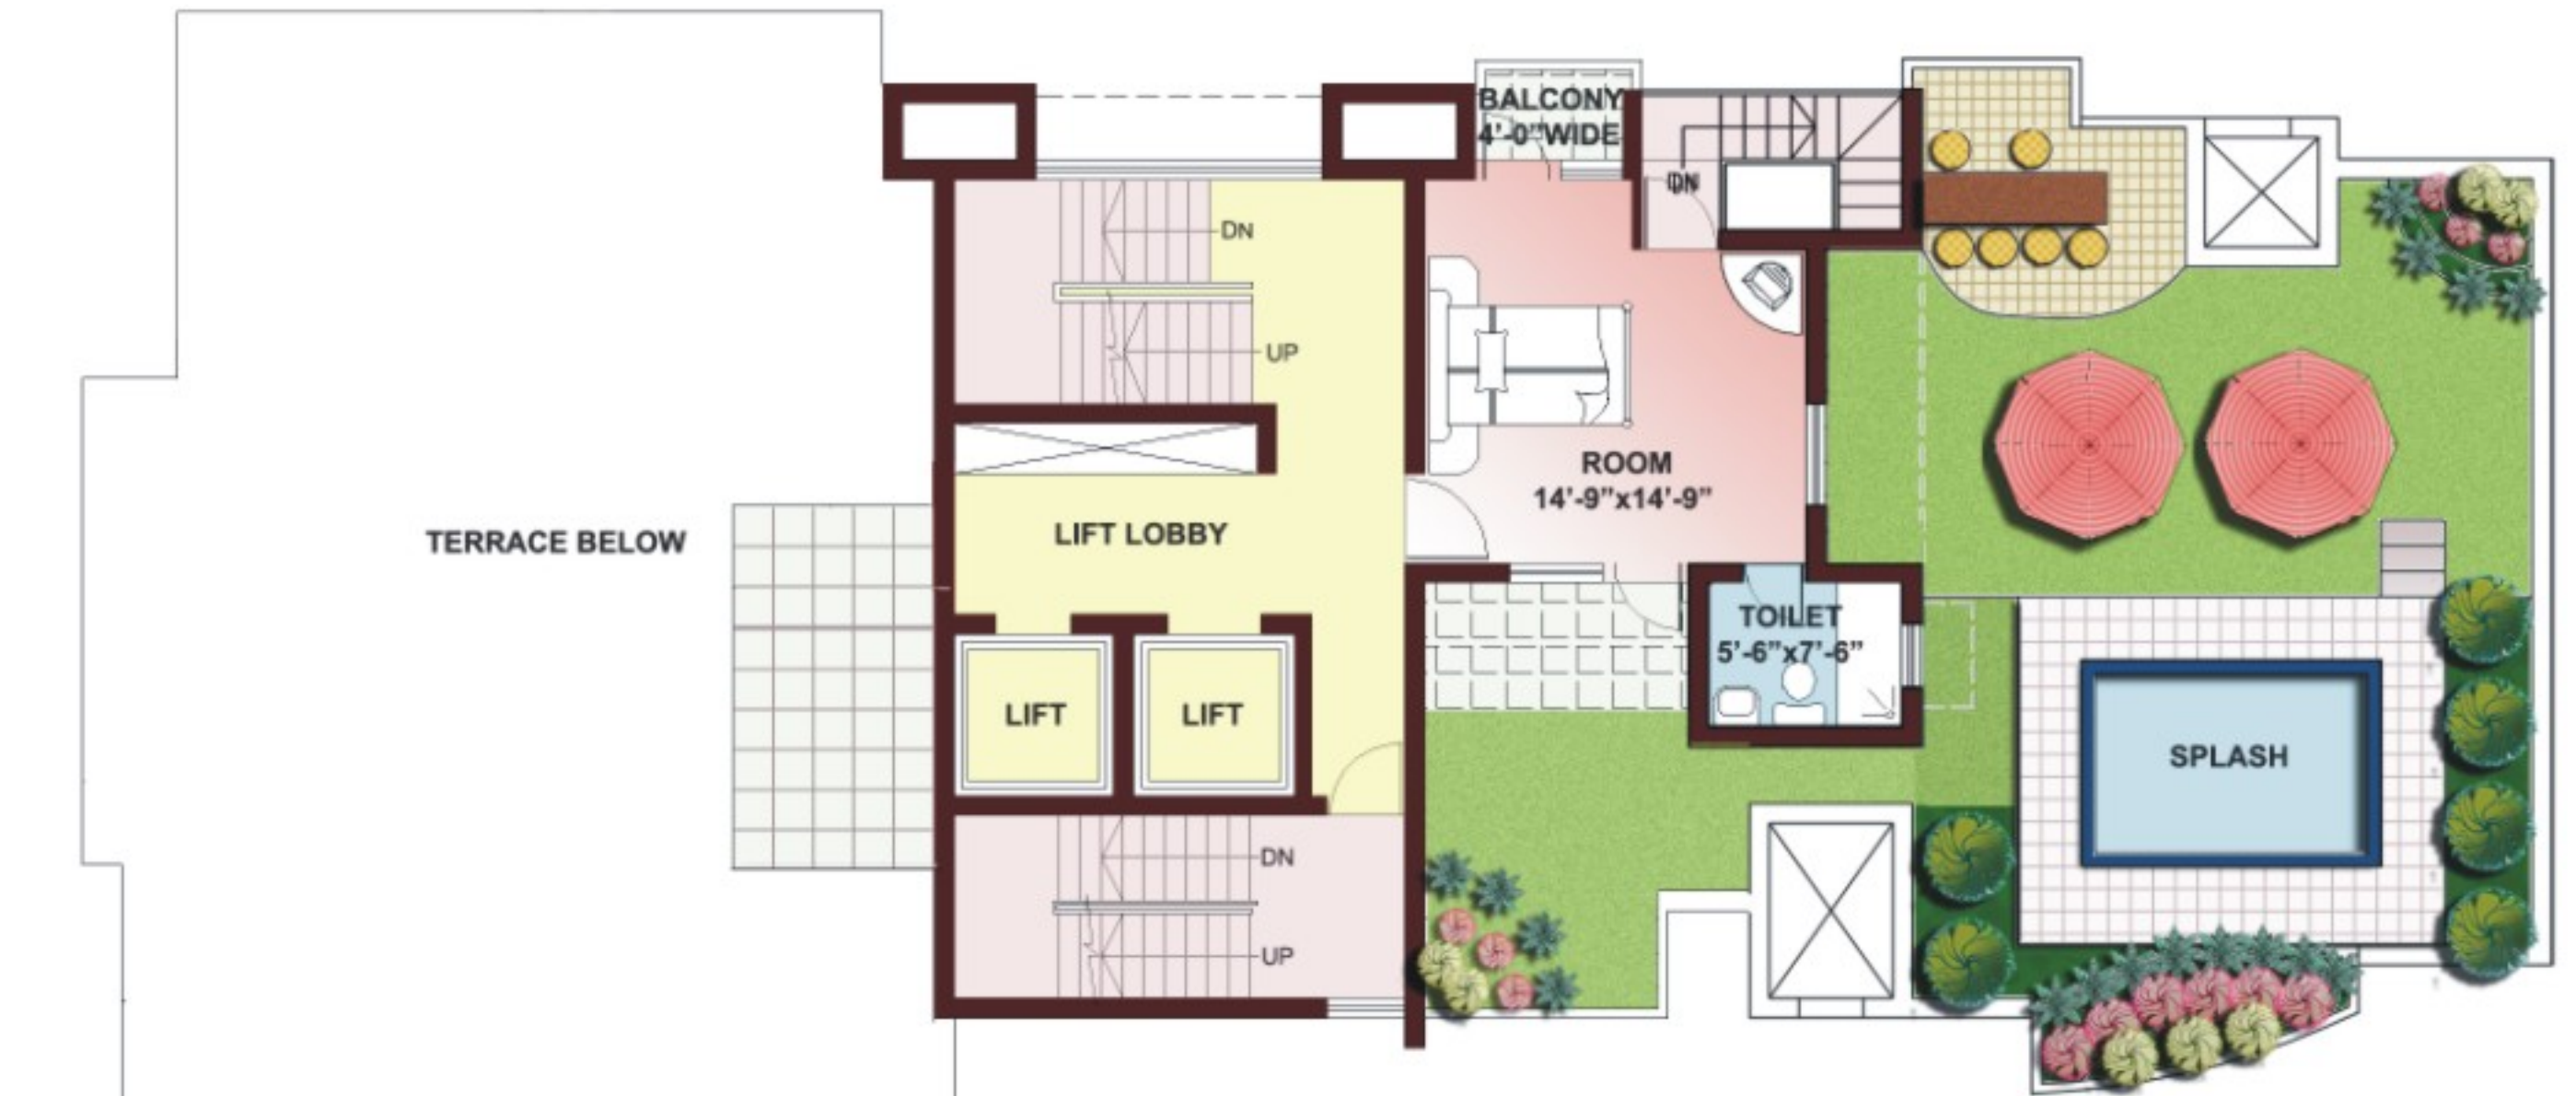 BALCONY
4'-0"WIDE
DN
DN
UP
ROOM
14'-9"x14'-9"
TERRACE BELOW
LIFT LOBBY
TOILET
5'-6"x7'-6"
LIFT
LIFT
SPLASH
DN
UP